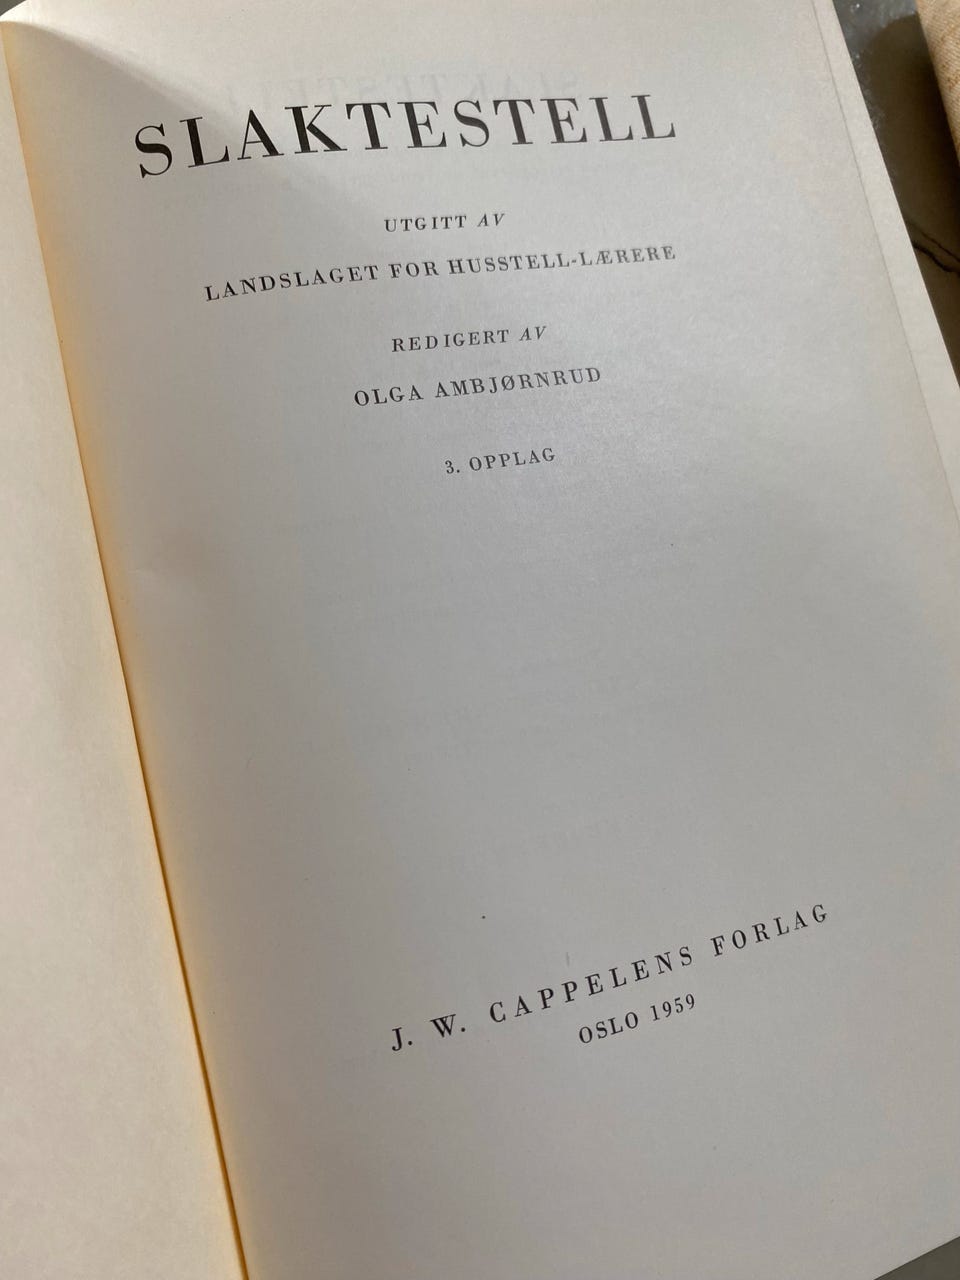 SLAKTESTELL
UTGITT AV
LANDSLAGET FOR HUSSTELL-LÆRERE
REDIGERT AV
OLGA AMBJØRNRUD
3. OPPLAG
J. W. CAPPELENS FORLAG
OSLO 1959